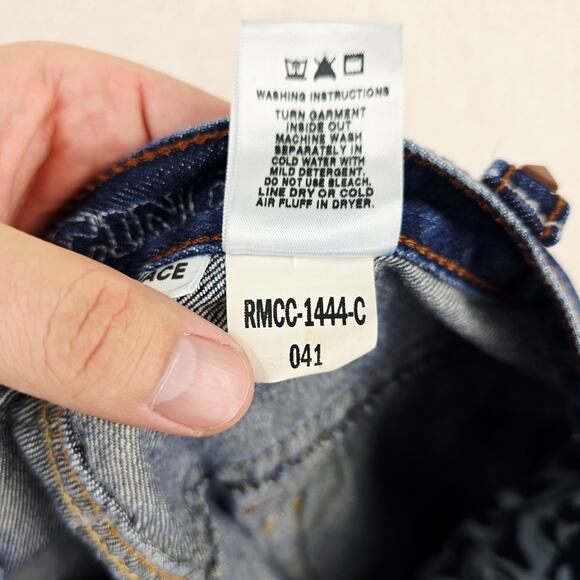 WASHING INSTRUCTIONS
TURN GARMENT
INSIDE OUT
MACHINE WASH
SEPARATELY IN
COLD WATER WITH
MILD DETERGENT.
DO NOT USE BLEACH.
LINE DRY OR COLD
AIR FLUFF IN DRYER.
ACE
RMCC-1444-C
041